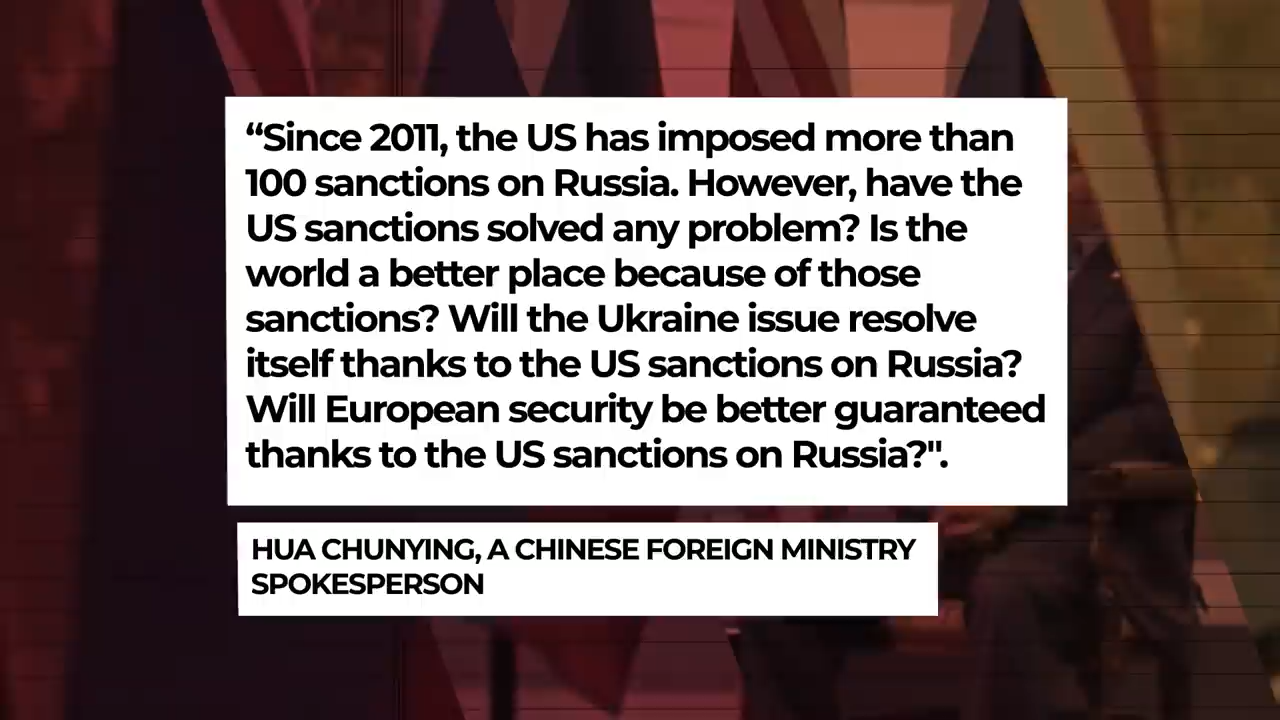 “Since 2011, the US has imposed more than
100 sanctions on Russia. However, have the
US sanctions solved any problem? Is the
world a better place because of those
sanctions? Will the Ukraine issue resolve
itself thanks to the US sanctions on Russia?
Will European security be better guaranteed
thanks to the US sanctions on Russia?".
HUA CHUNYING, A CHINESE FOREIGN MINISTRY
SPOKESPERSON